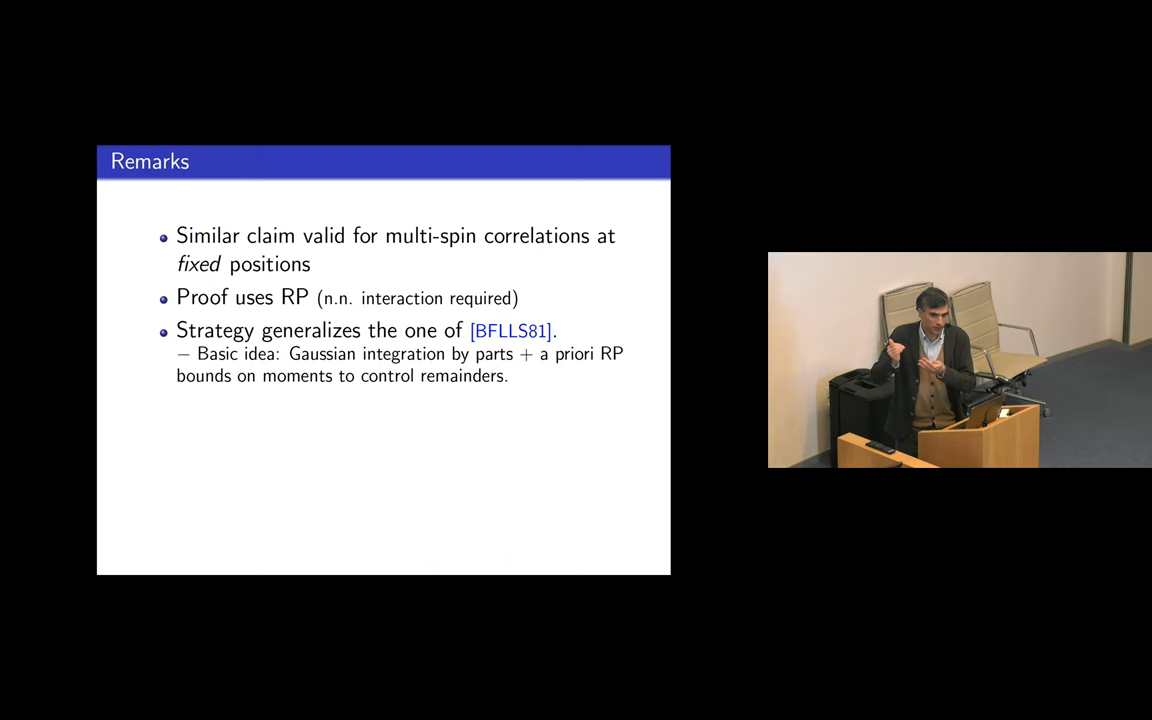 Remarks
Similar claim valid for multi-spin correlations at
fixed positions
Proof uses RP (n.n. interaction required)
Strategy generalizes the one of [BFLLS81].
– Basic idea: Gaussian integration by parts + a priori RP
bounds on moments to control remainders.